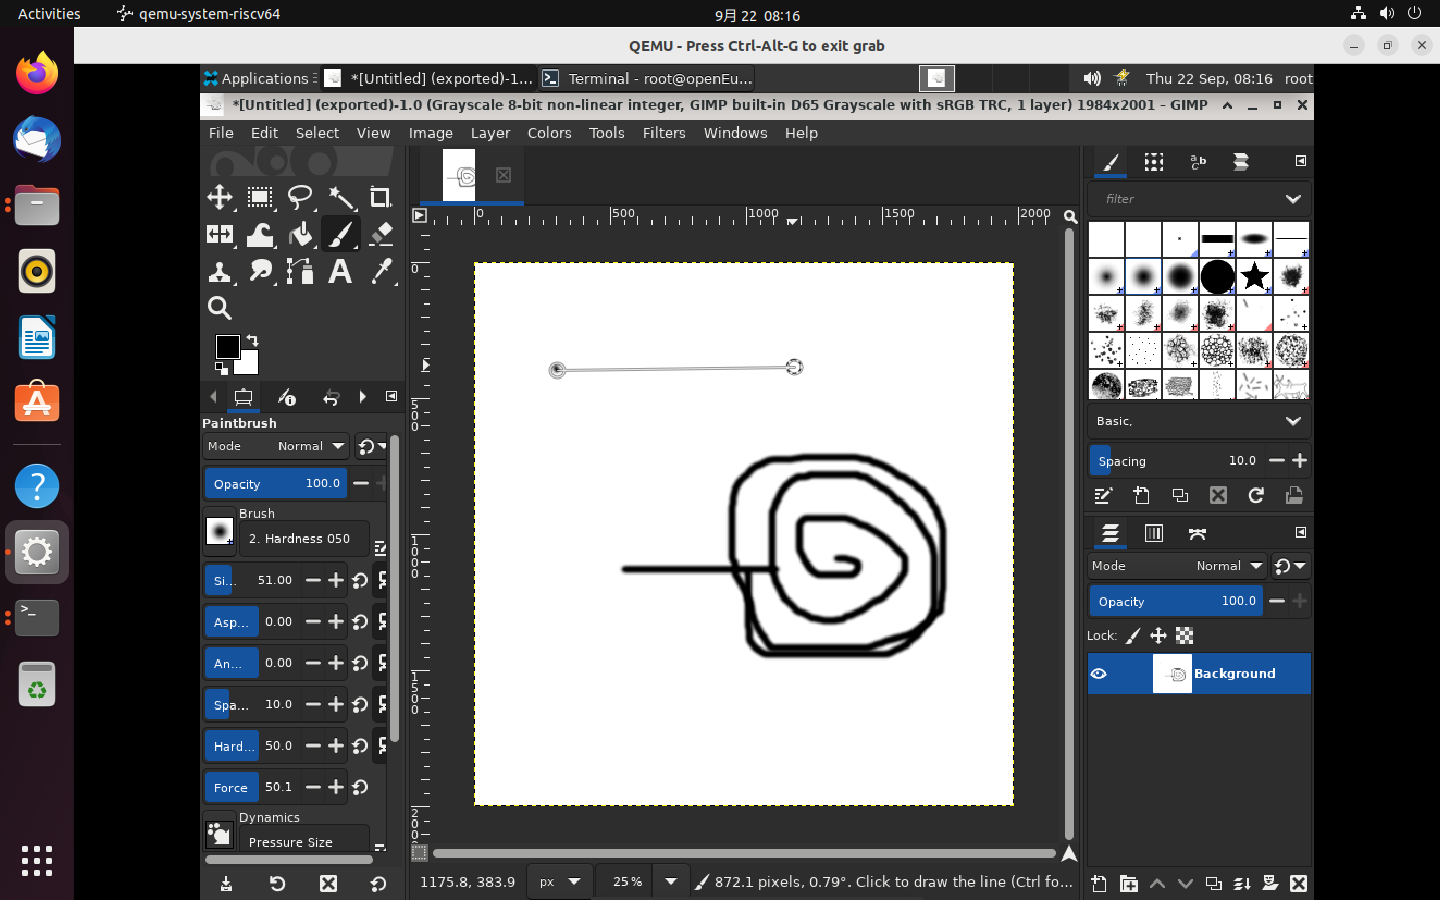 Activities qemu-system-riscv64 9月 22 08:16
QEMU - Press Ctrl-Alt-G to exit grab
Applications *[Untitled] (exported)-1... Terminal - root@openEu... Thu 22 Sep, 08:16 root
*[Untitled] (exported)-1.0 (Grayscale 8-bit non-linear integer, GIMP built-in D65 Grayscale with sRGB TRC, 1 layer) 1984x2001 – GIMP
File Edit Select View Image Layer Colors Tools Filters Windows Help
filter
0 500 1000 1500 2000
0
500
1000
1500
200
Basic,
Spacing 10.0
Paintbrush
Mode Normal
Opacity 100.0
Brush
2. Hardness 050
Si... 51.00
Asp... 0.00
An... 0.00
Spa... 10.0
Hard... 50.0
Force 50.1
Dynamics
Pressure Size
Mode Normal
Opacity 100.0
Lock:
Background
1175.8, 383.9 px 25% 872.1 pixels, 0.79°. Click to draw the line (Ctrl fo...